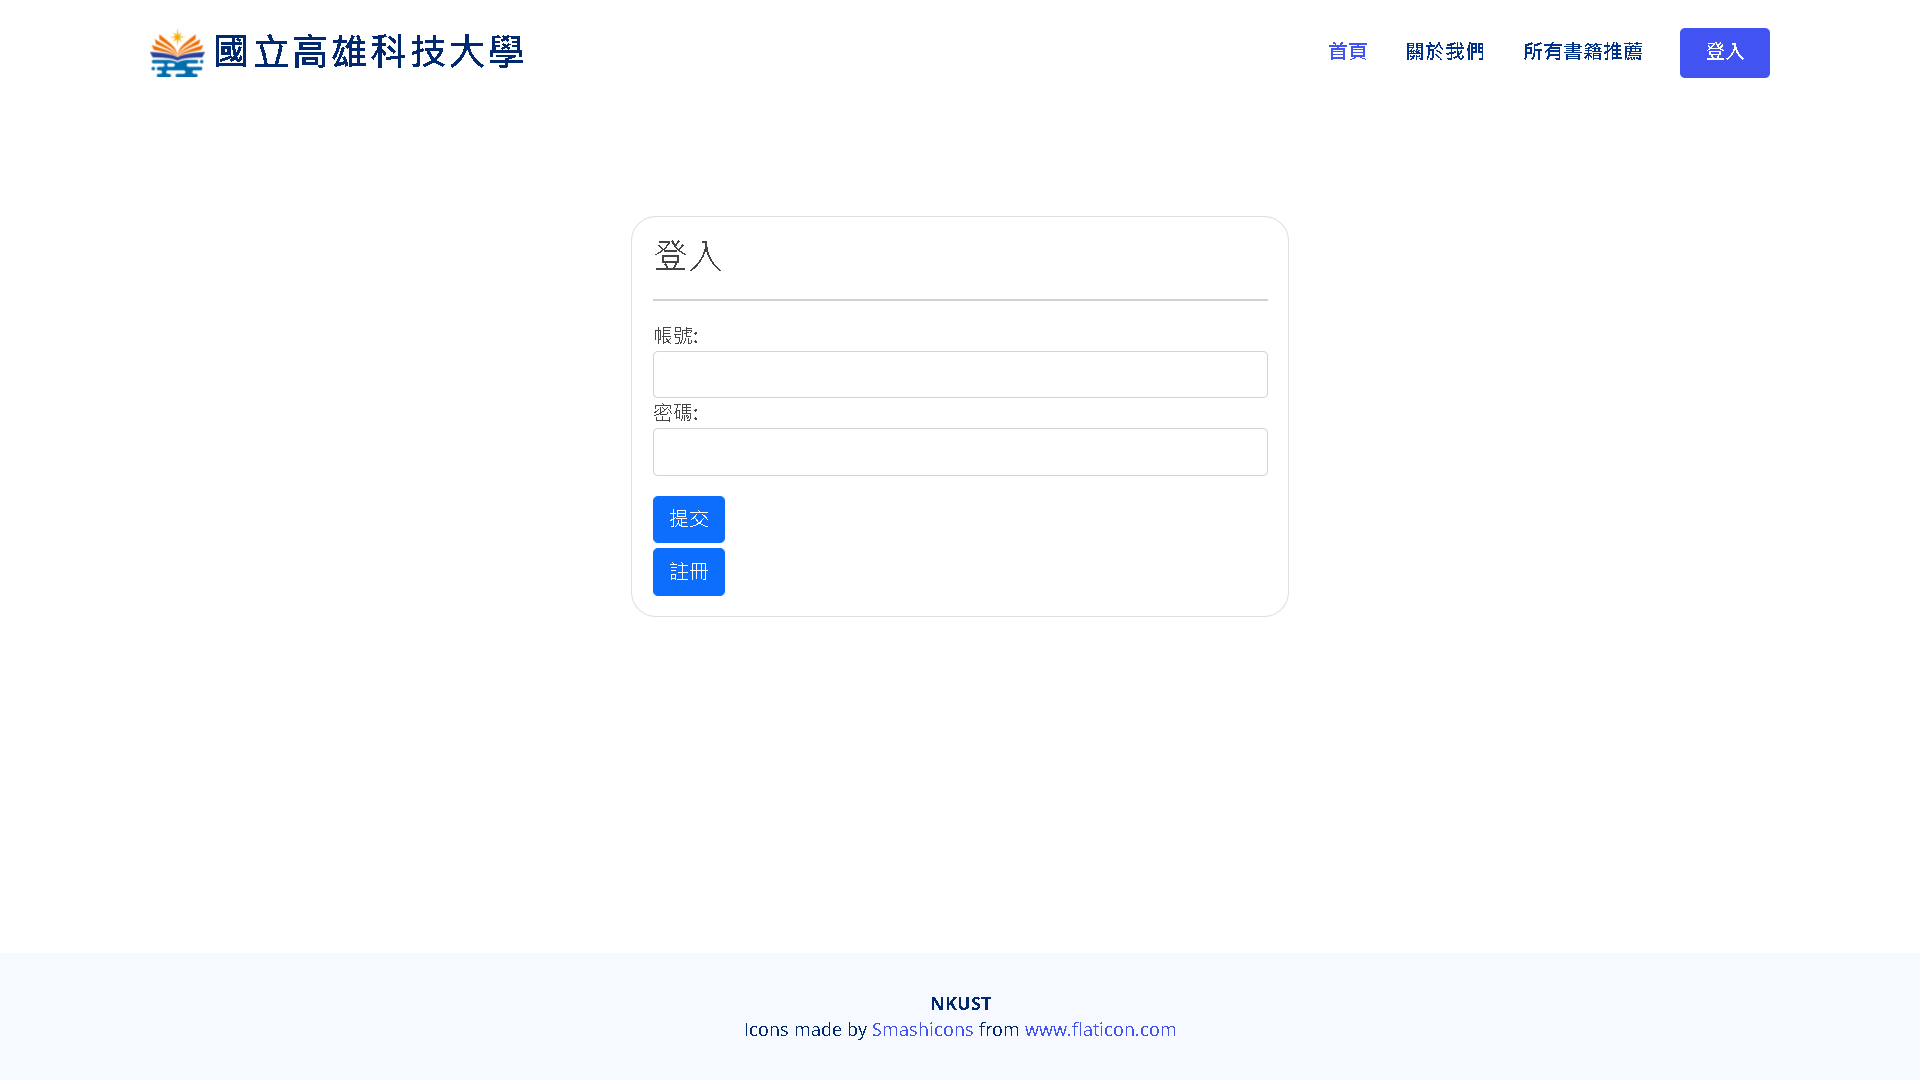 國立高雄科技大學
首頁 關於我們 所有書籍推薦 登入
登入
帳號:
密碼:
提交
註冊
NKUST
Icons made by Smashicons from www.flaticon.com